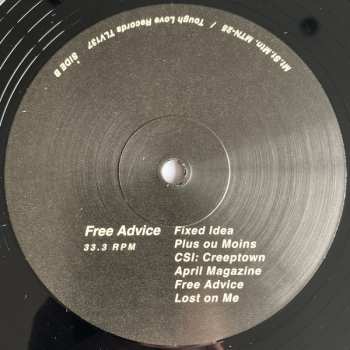 Mt.St.Mtn. MTN-25 / Tough Love Records TLV137 SIDE B
Free Advice
33.3 RPM
Fixed Idea
Plus ou Moins
CSI: Creeptown
April Magazine
Free Advice
Lost on Me